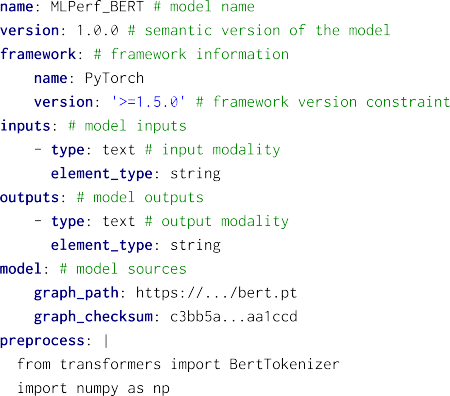 name: MLPerf_BERT # model name
version: 1.0.0 # semantic version of the model
framework: # framework information
    name: PyTorch
    version: '>=1.5.0' # framework version constraint
inputs: # model inputs
    - type: text # input modality
      element_type: string
outputs: # model outputs
    - type: text # output modality
      element_type: string
model: # model sources
    graph_path: https://.../bert.pt
    graph_checksum: c3bb5a...aa1ccd
preprocess: |
  from transformers import BertTokenizer
  import numpy as np